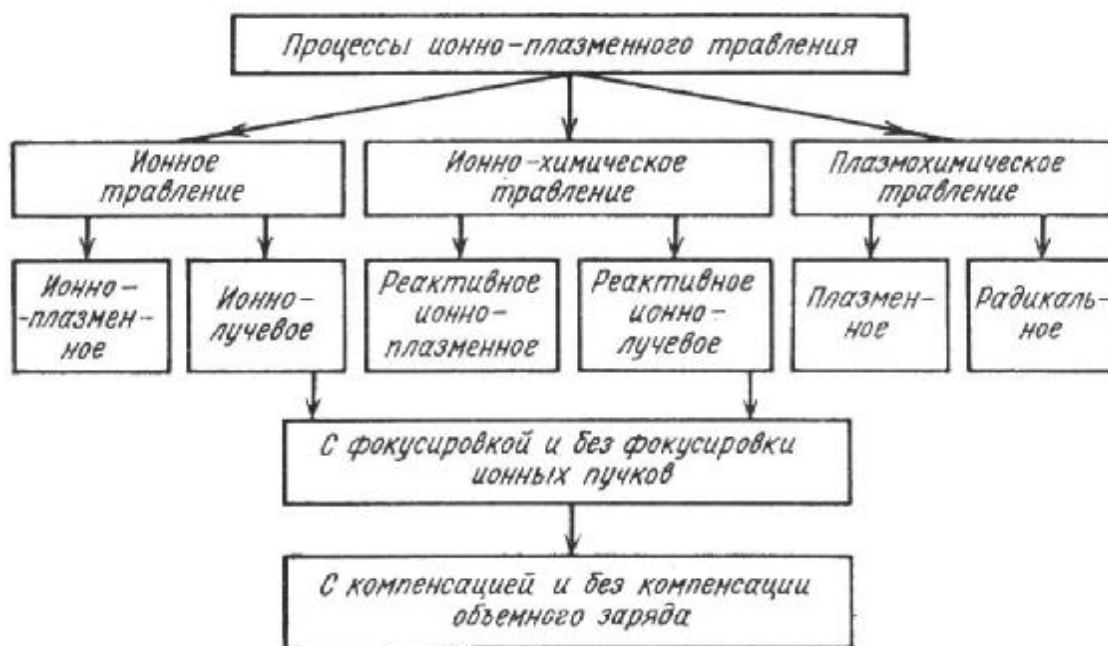 Процессы ионно-плазменного травления
Ионное
травление
Ионно-химическое
травление
Плазмохимическое
травление
Ионно-
-плазмен-
ное
Ионно-
лучевое
Реактивное
ионно-
плазменное
Реактивное
ионно-
лучевое
Плазмен-
ное
Радикаль-
ное
С фокусировкой и без фокусировки
ионных пучков
С компенсацией и без компенсации
объемного заряда